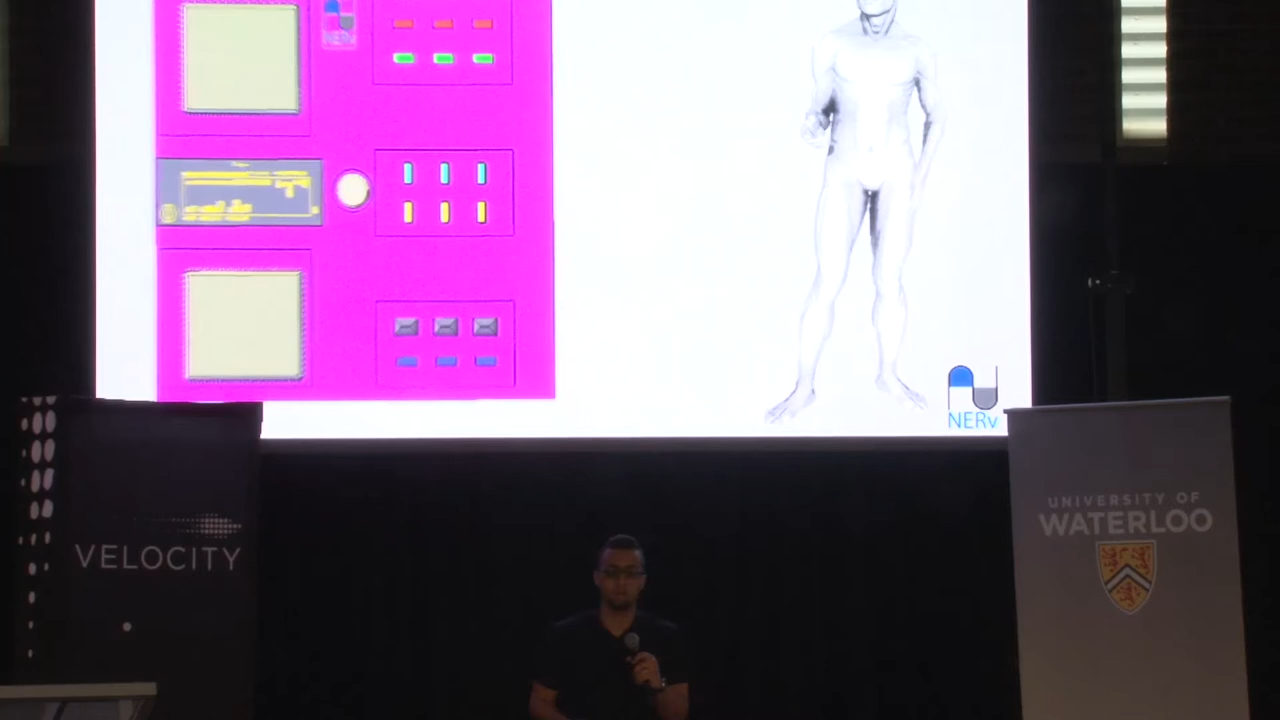 NERv
NERv
VELOCITY
UNIVERSITY OF
WATERLOO